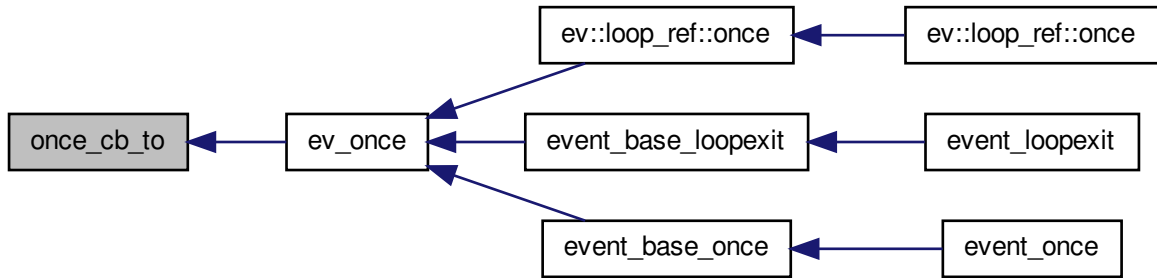 ev::loop_ref::once
ev::loop_ref::once
once_cb_to
ev_once
event_base_loopexit
event_loopexit
event_base_once
event_once